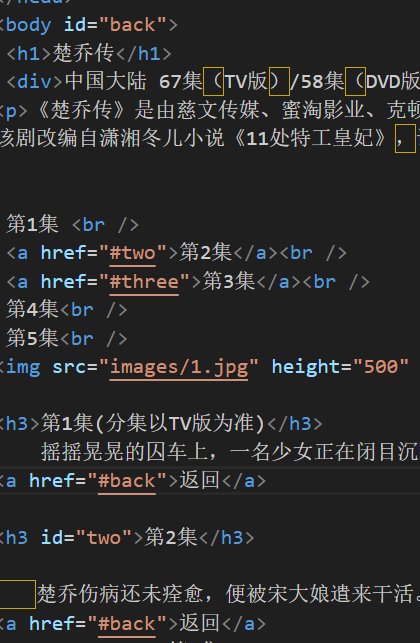 </head>
<body id="back">
<h1>楚乔传</h1>
<div>中国大陆 67集（TV版）/58集（DVD版
<p>《楚乔传》是由慈文传媒、蜜淘影业、克顿
该剧改编自潇湘冬儿小说《11处特工皇妃》，
第1集 <br />
<a href="#two">第2集</a><br />
<a href="#three">第3集</a><br />
第4集<br />
第5集<br />
<img src="images/1.jpg" height="500"
<h3>第1集(分集以TV版为准)</h3>
摇摇晃晃的囚车上，一名少女正在闭目沉
<a href="#back">返回</a>
<h3 id="two">第2集</h3>
楚乔伤病还未痊愈，便被宋大娘遣来干活。
<a href="#back">返回</a>